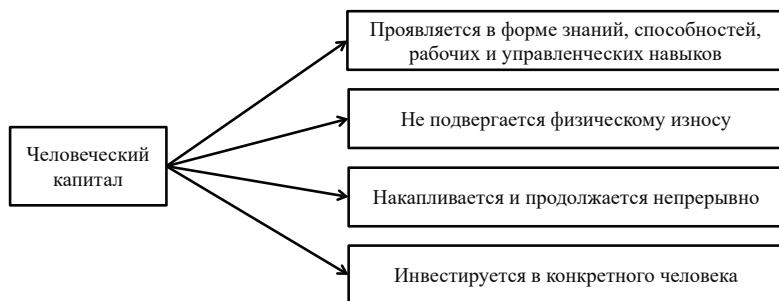 Проявляется в форме знаний, способностей,
рабочих и управленческих навыков
Не подвергается физическому износу
Человеческий
капитал
Накапливается и продолжается непрерывно
Инвестируется в конкретного человека